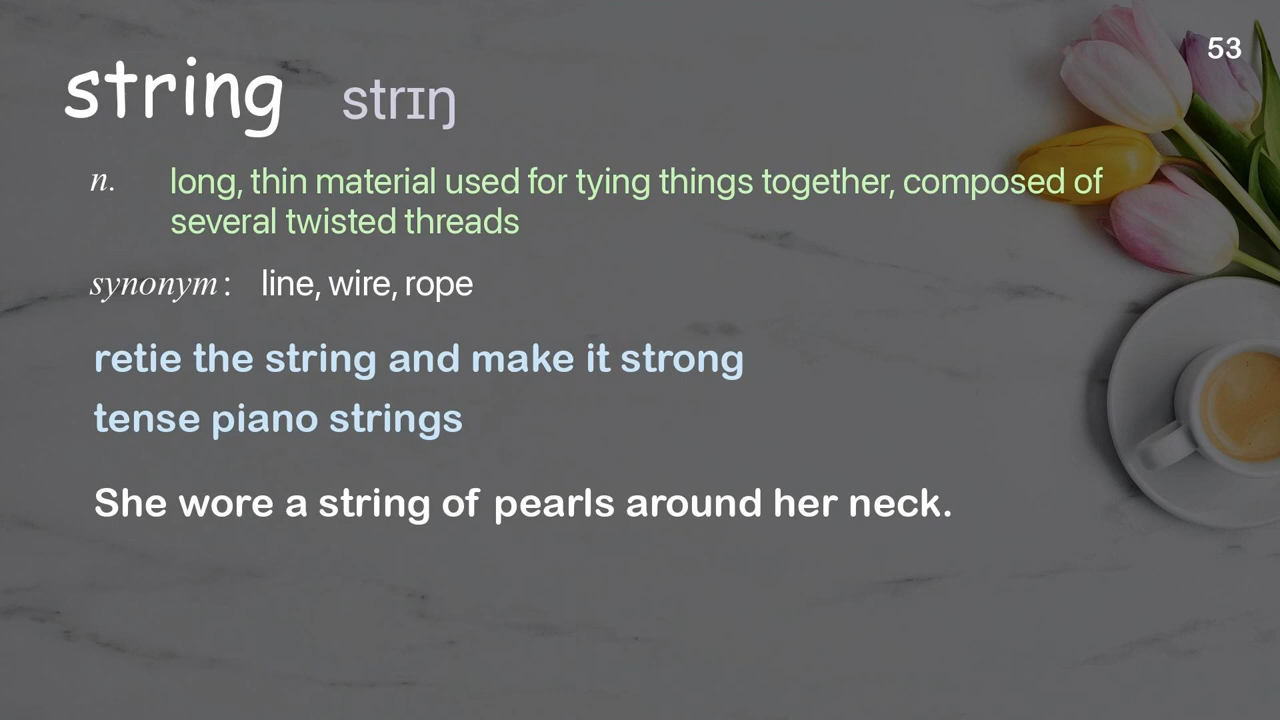 53
string strɪŋ
n. long, thin material used for tying things together, composed of
several twisted threads
synonym : line, wire, rope
retie the string and make it strong
tense piano strings
She wore a string of pearls around her neck.